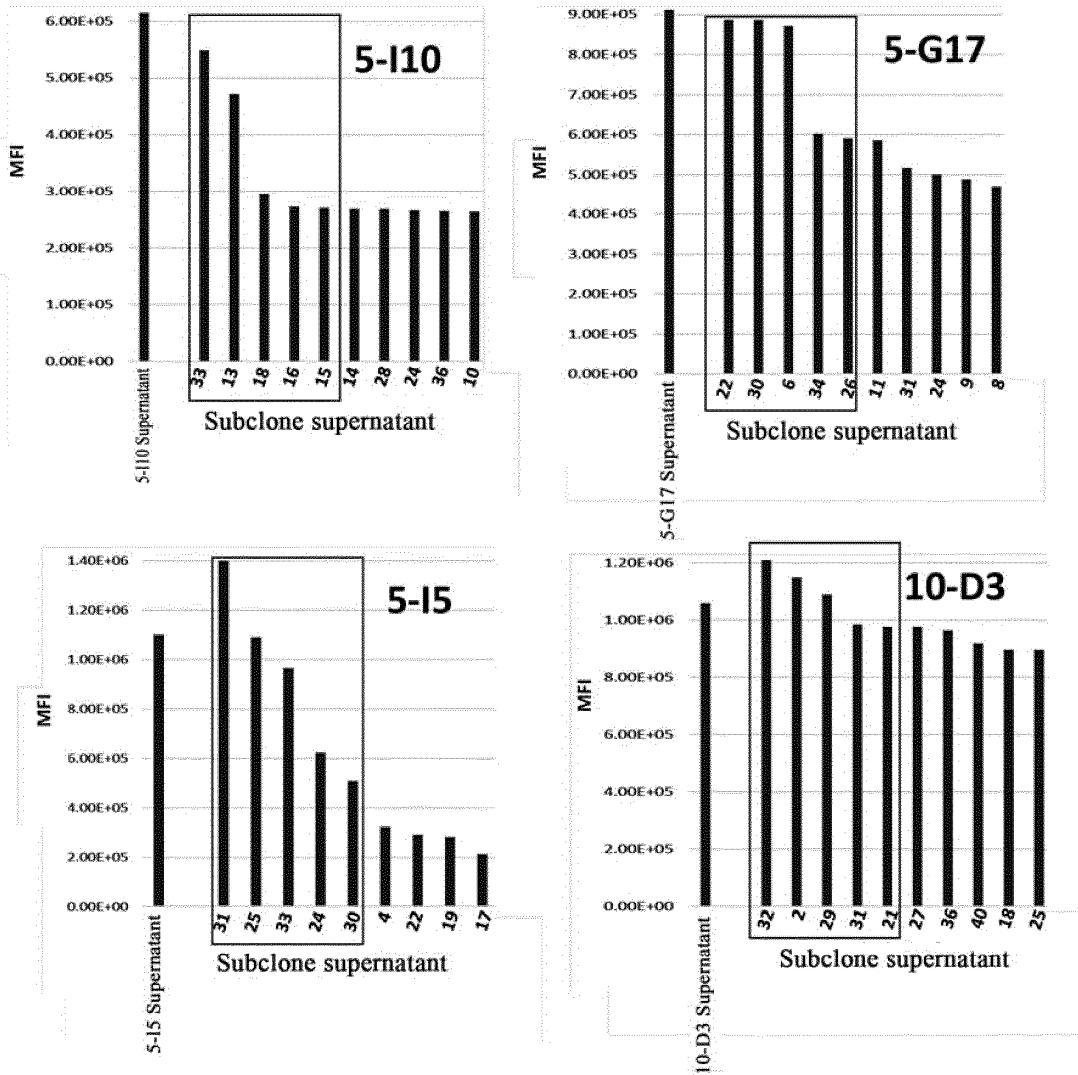 5-I10
MFI
6.00E+05
5.00E+05
4.00E+05
3.00E+05
2.00E+05
1.00E+05
0.00E+00
5-I10 Supernatant
33 13 18 16 15 14 28 24 36 10
Subclone supernatant
5-G17
MFI
9.00E+05
8.00E+05
7.00E+05
6.00E+05
5.00E+05
4.00E+05
3.00E+05
2.00E+05
1.00E+05
0.00E+00
5-G17 Supernatant
22 30 6 34 26 11 31 24 9 8
Subclone supernatant
5-I5
MFI
1.40E+06
1.20E+06
1.00E+06
8.00E+05
6.00E+05
4.00E+05
2.00E+05
0.00E+00
5-I5 Supernatant
31 25 33 24 30 4 22 19 17
Subclone supernatant
10-D3
MFI
1.20E+06
1.00E+06
8.00E+05
6.00E+05
4.00E+05
2.00E+05
0.00E+00
10-D3 Supernatant
32 2 29 31 21 27 36 40 18 25
Subclone supernatant